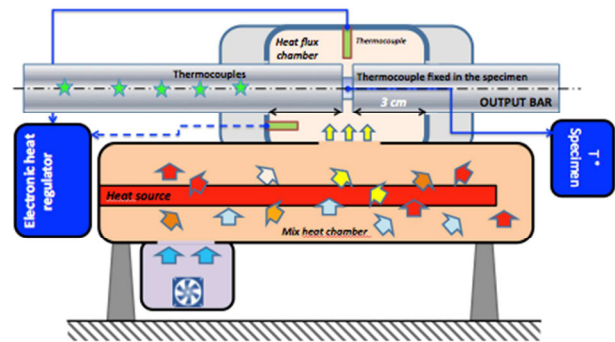 Heat flux
chamber
Thermocouple
Thermocouples
Thermocouple fixed in the specimen
3 cm
OUTPUT BAR
Electronic heat
regulator
T°
Specimen
Heat source
Mix heat chamber